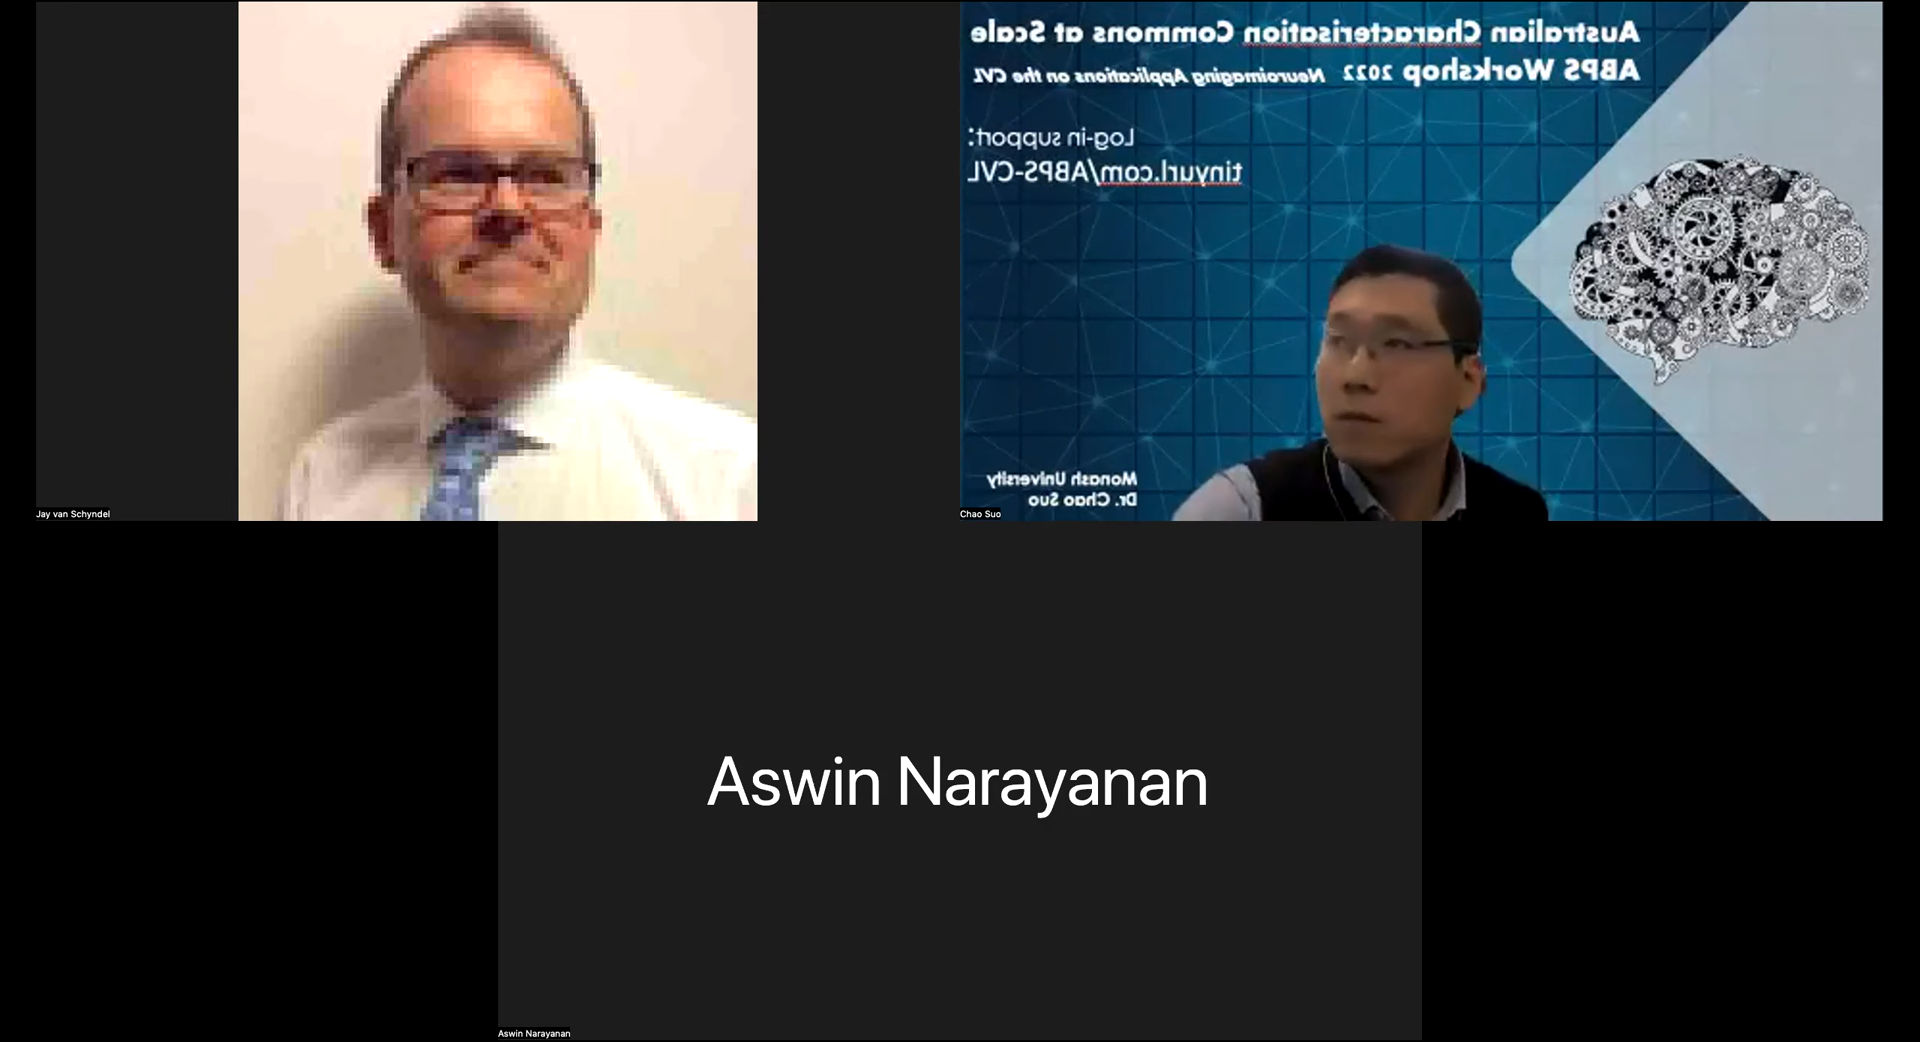 Australian Characterisation Commons at Scale
ABPS Workshop 2022 Neuroimaging Applications on the CVL
Log-in support:
tinyurl.com/ABPS-CVL
Monash University
Dr. Chao Suo
Jay van Schyndel
Chao Suo
Aswin Narayanan
Aswin Narayanan